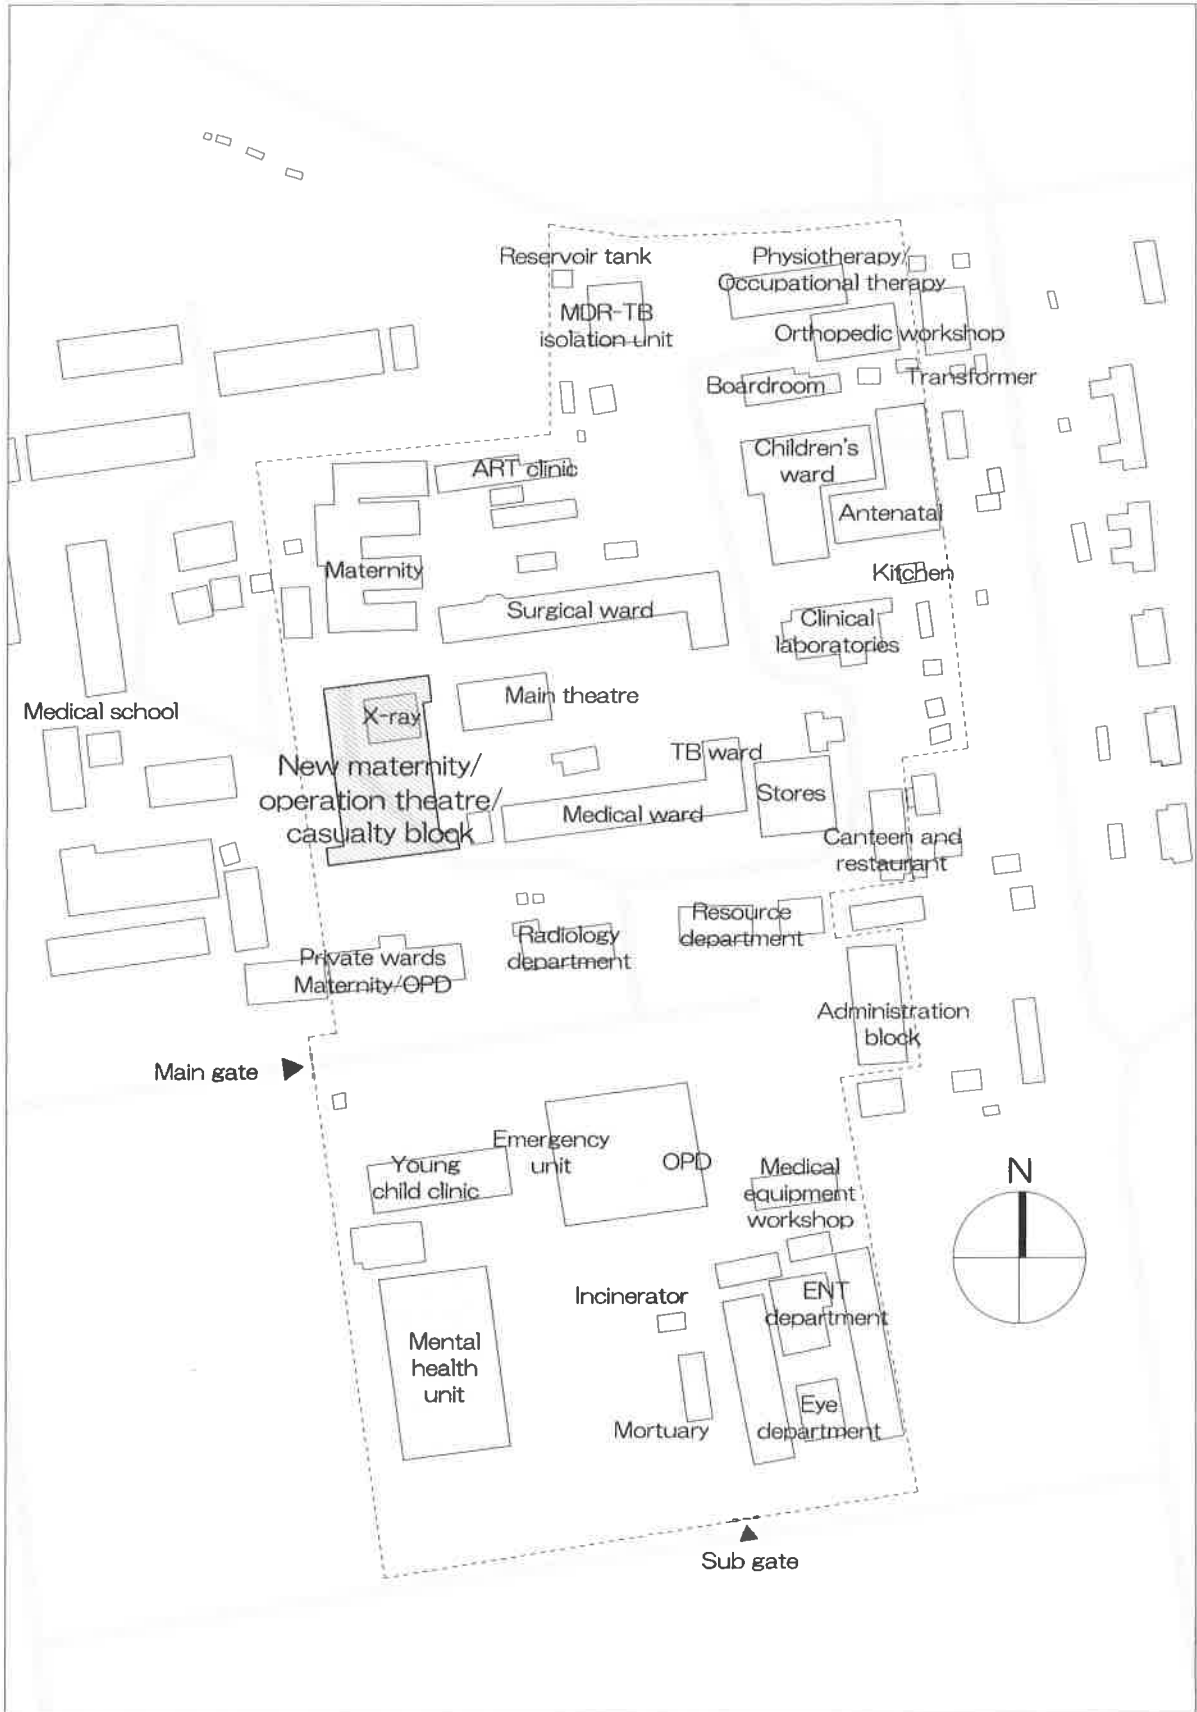 Reservoir tank
Physiotherapy/
Occupational therapy
MDR-TB
isolation unit
Orthopedic workshop
Boardroom
Transformer
Children's
ward
ART clinic
Antenatal
Maternity
Kitchen
Surgical ward
Clinical
laboratories
Main theatre
Medical school
X-ray
New maternity/
operation theatre/
casualty block
TB ward
Medical ward
Stores
Canteen and
restaurant
Resource
department
Radiology
department
Private wards
Maternity/OPD
Administration
block
Main gate
Emergency
unit
OPD
Young
child clinic
Medical
equipment
workshop
N
Incinerator
ENT
department
Mental
health
unit
Eye
department
Mortuary
Sub gate